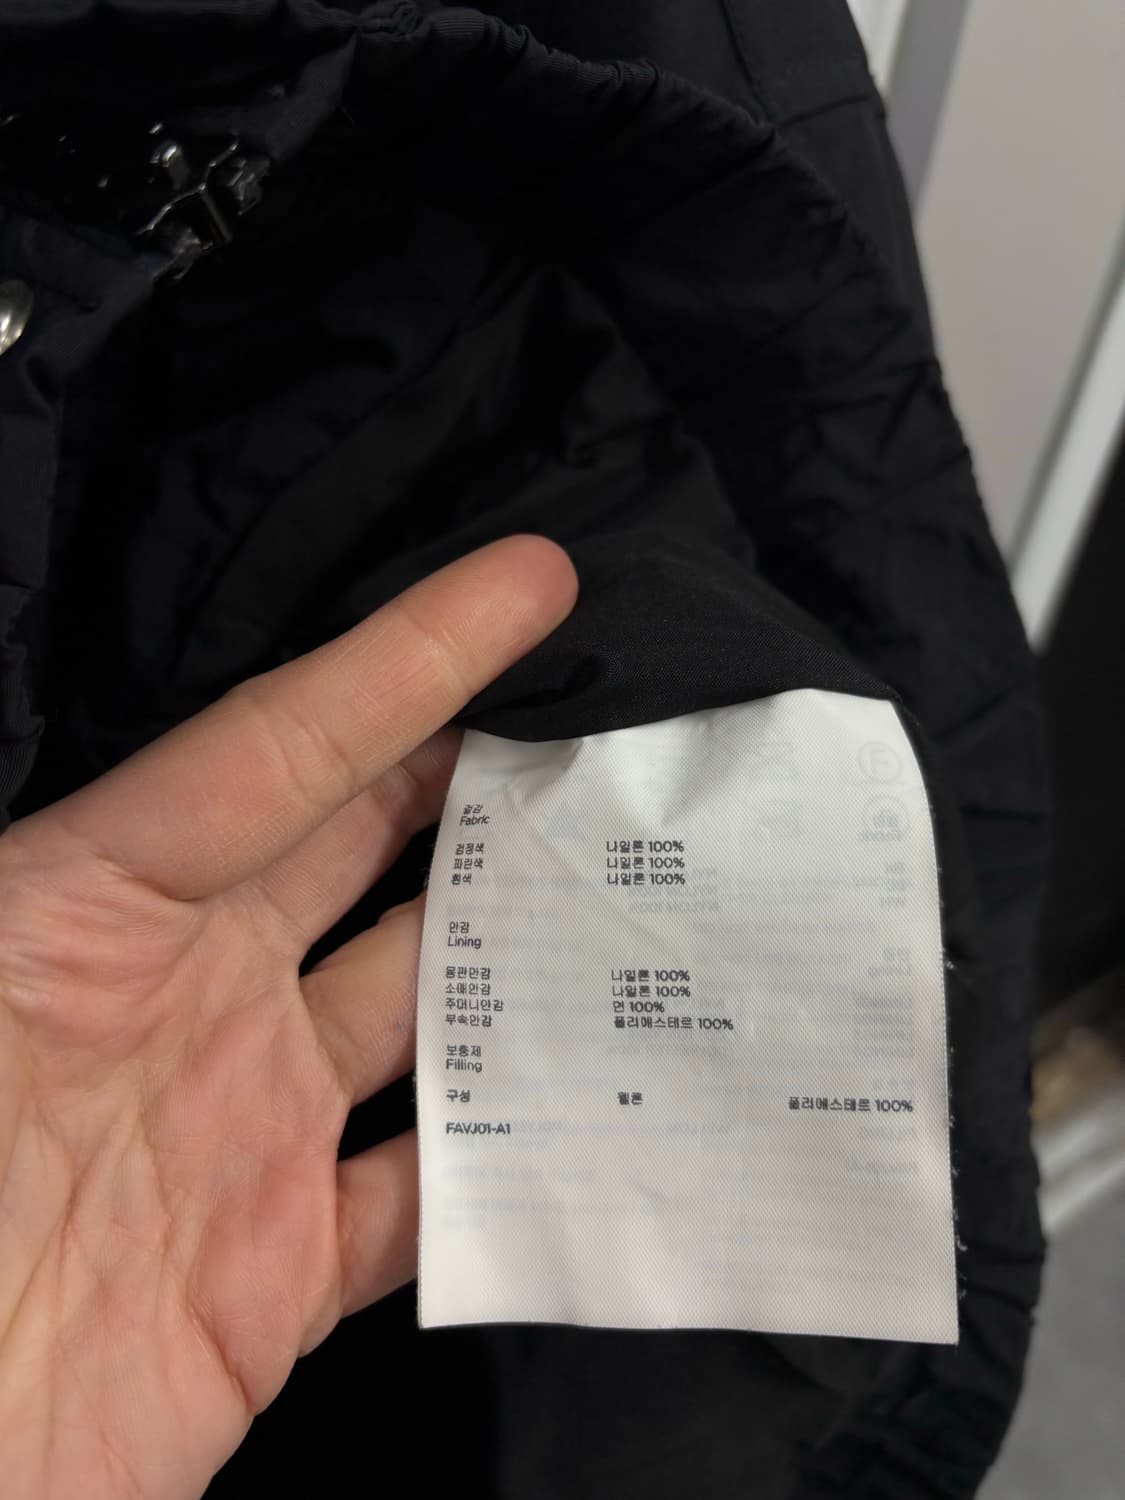 겉감
Fabric
검정색 나일론 100%
파란색 나일론 100%
흰색 나일론 100%
안감
Lining
몸판안감 나일론 100%
소매안감 나일론 100%
주머니안감 면 100%
부속안감 폴리에스테르 100%
보충재
Filling
구성 웰론 폴리에스테르 100%
FAVJ01-A1